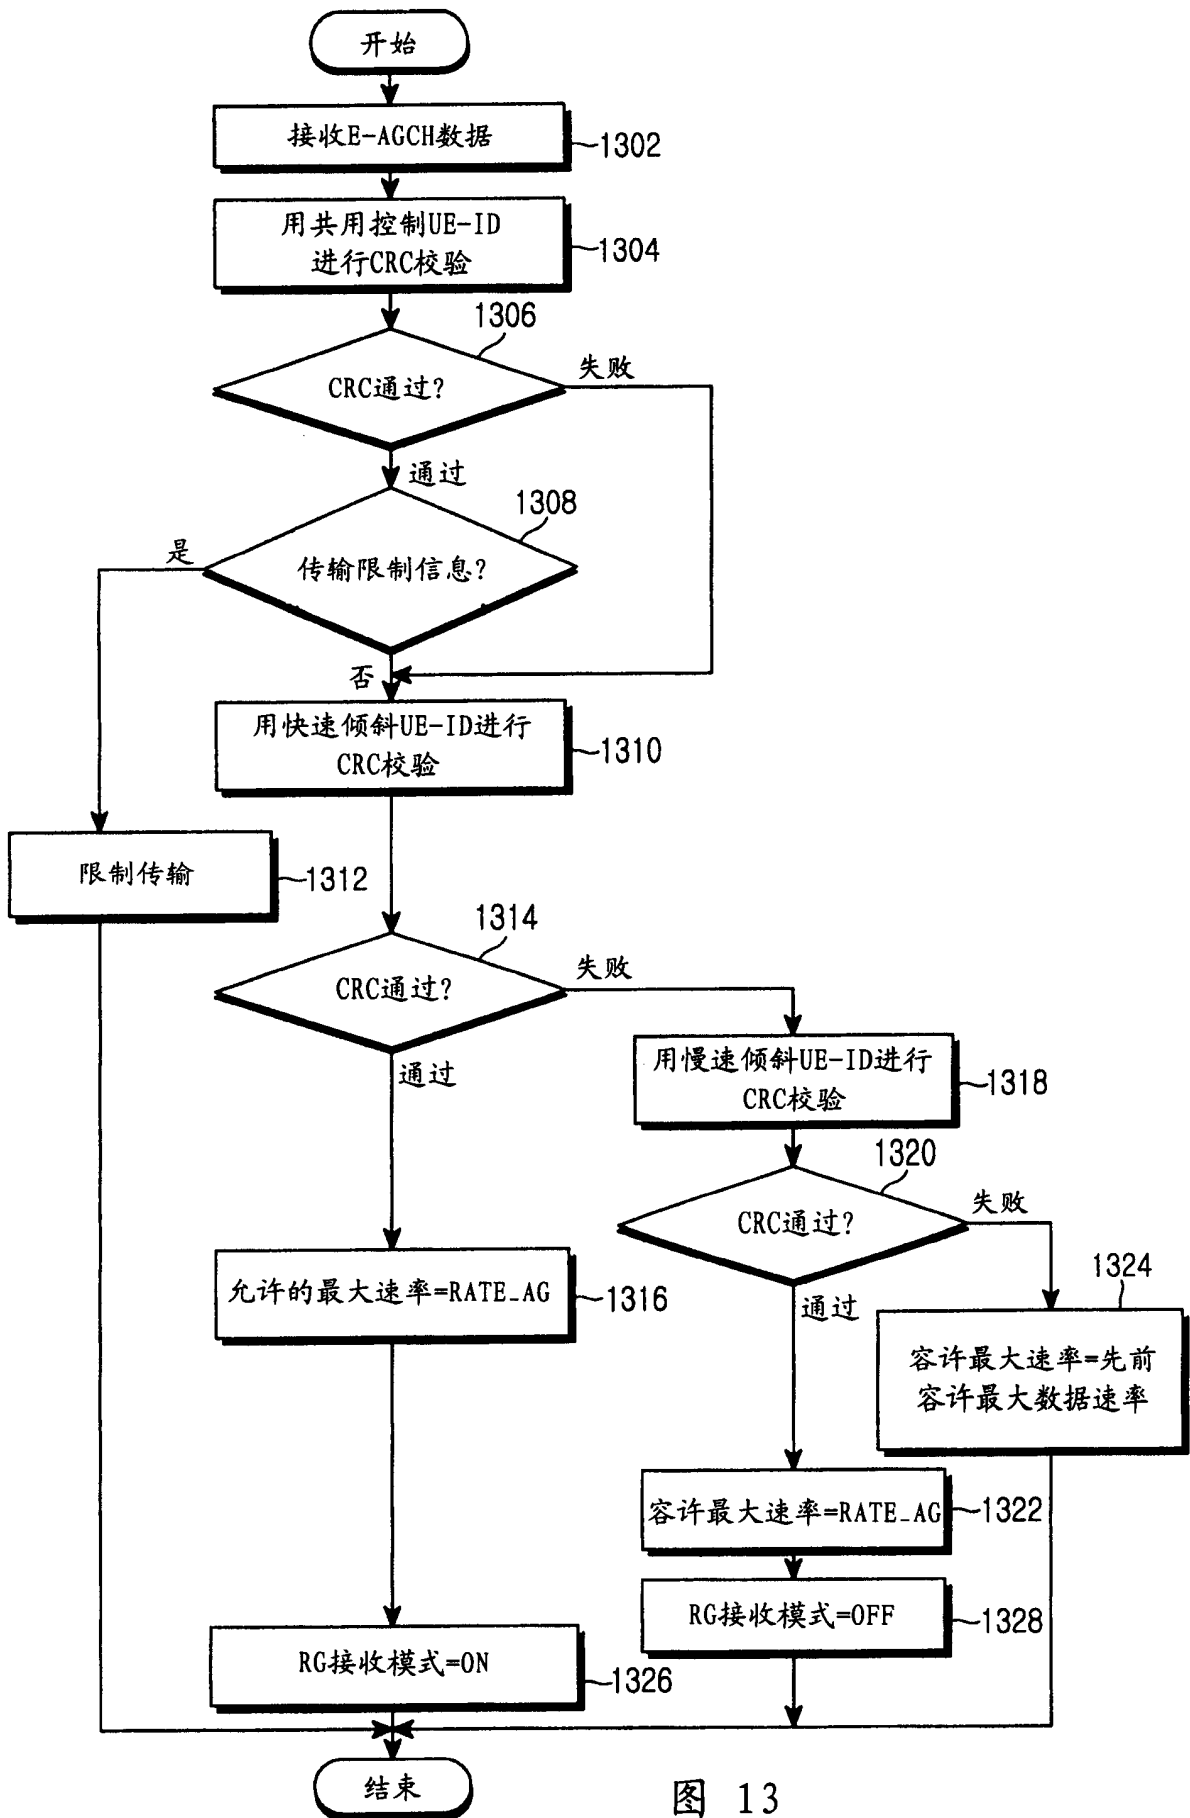 开始
接收E-AGCH数据
1302
用共用控制UE-ID
进行CRC校验
1304
1306
CRC通过?
失败
通过
1308
传输限制信息?
是
否
用快速倾斜UE-ID进行
CRC校验
1310
限制传输
1312
1314
CRC通过?
失败
通过
用慢速倾斜UE-ID进行
CRC校验
1318
1320
CRC通过?
失败
通过
1324
允许的最大速率=RATE_AG
1316
容许最大速率=先前
容许最大数据速率
容许最大速率=RATE_AG
1322
RG接收模式=OFF
1328
RG接收模式=ON
1326
结束
图 13